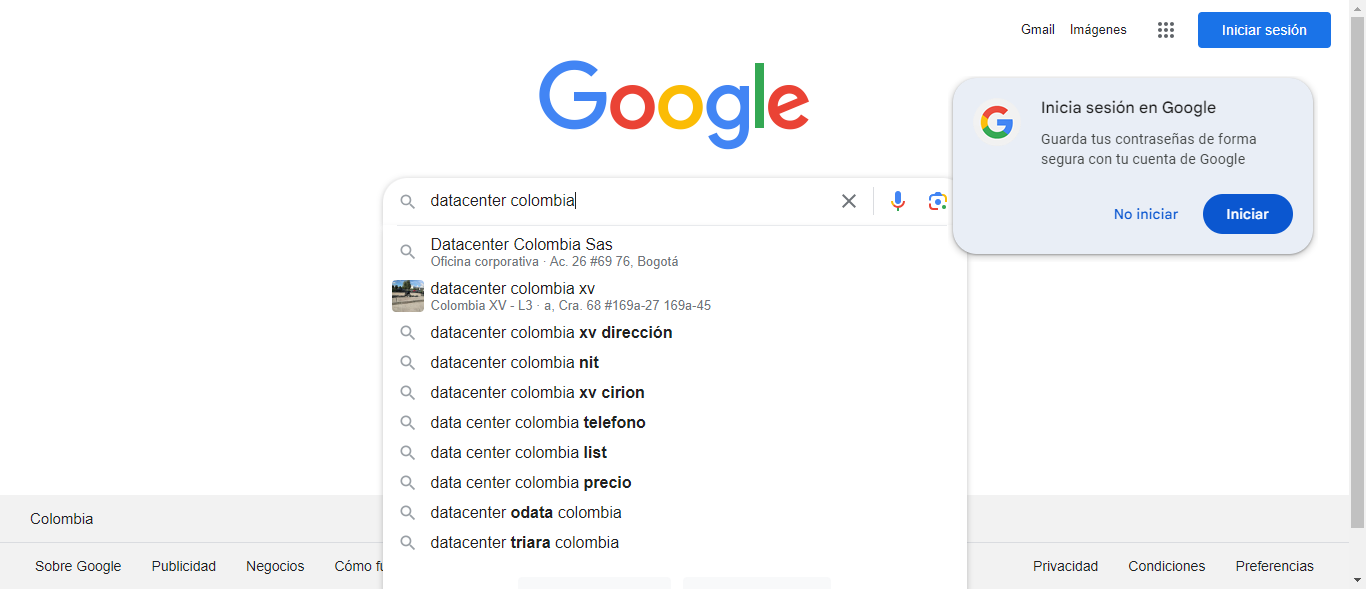 Gmail Imágenes Iniciar sesión
Google
Inicia sesión en Google
Guarda tus contraseñas de forma
segura con tu cuenta de Google
No iniciar Iniciar
datacenter colombia
Datacenter Colombia Sas
Oficina corporativa · Ac. 26 #69 76, Bogotá
datacenter colombia xv
Colombia XV - L3 · a, Cra. 68 #169a-27 169a-45
datacenter colombia xv dirección
datacenter colombia nit
datacenter colombia xv cirion
data center colombia telefono
data center colombia list
data center colombia precio
datacenter odata colombia
datacenter triara colombia
Colombia
Sobre Google Publicidad Negocios Cómo Privacidad Condiciones Preferencias